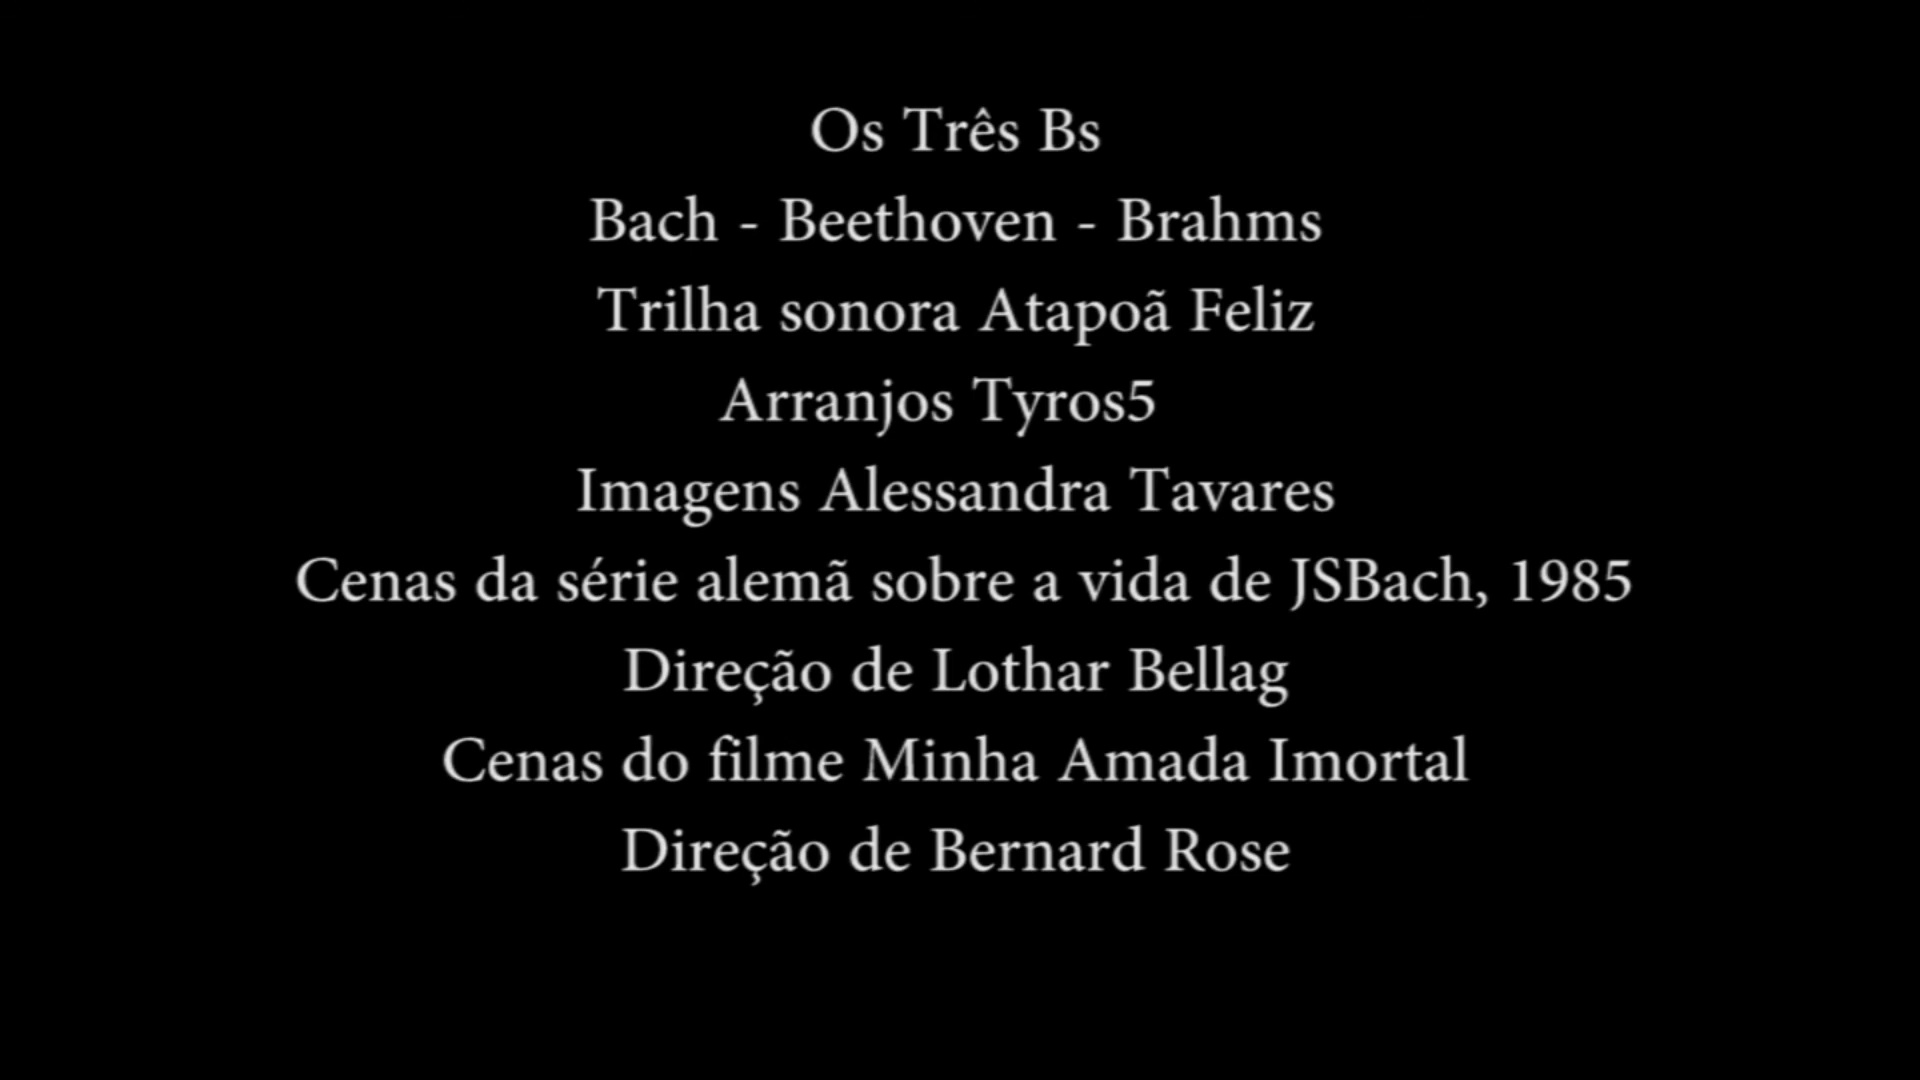 Os Três Bs
Bach - Beethoven - Brahms
Trilha sonora Atapoã Feliz
Arranjos Tyros5
Imagens Alessandra Tavares
Cenas da série alemã sobre a vida de JSBach, 1985
Direção de Lothar Bellag
Cenas do filme Minha Amada Imortal
Direção de Bernard Rose